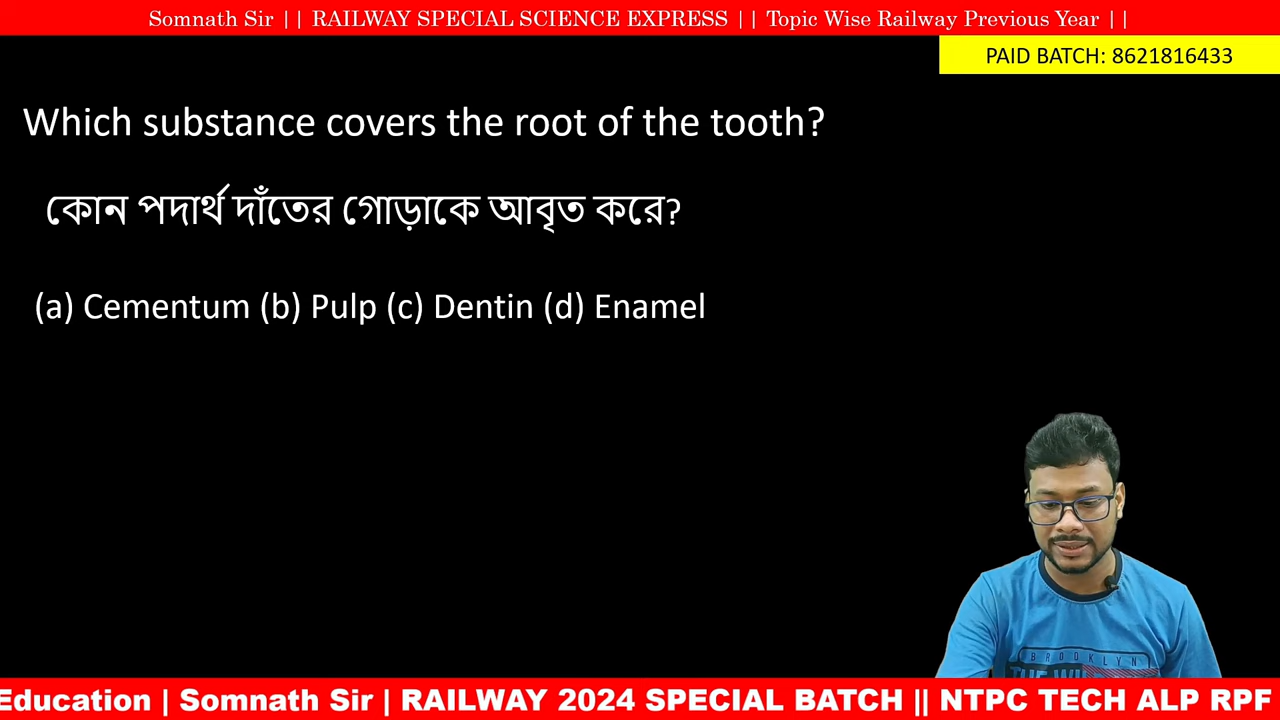 Somnath Sir || RAILWAY SPECIAL SCIENCE EXPRESS || Topic Wise Railway Previous Year ||
PAID BATCH: 8621816433
Which substance covers the root of the tooth?
কোন পদার্থ দাঁতের গোড়াকে আবৃত করে?
(a) Cementum (b) Pulp (c) Dentin (d) Enamel
BROOKLYN
Education | Somnath Sir | RAILWAY 2024 SPECIAL BATCH || NTPC TECH ALP RPF